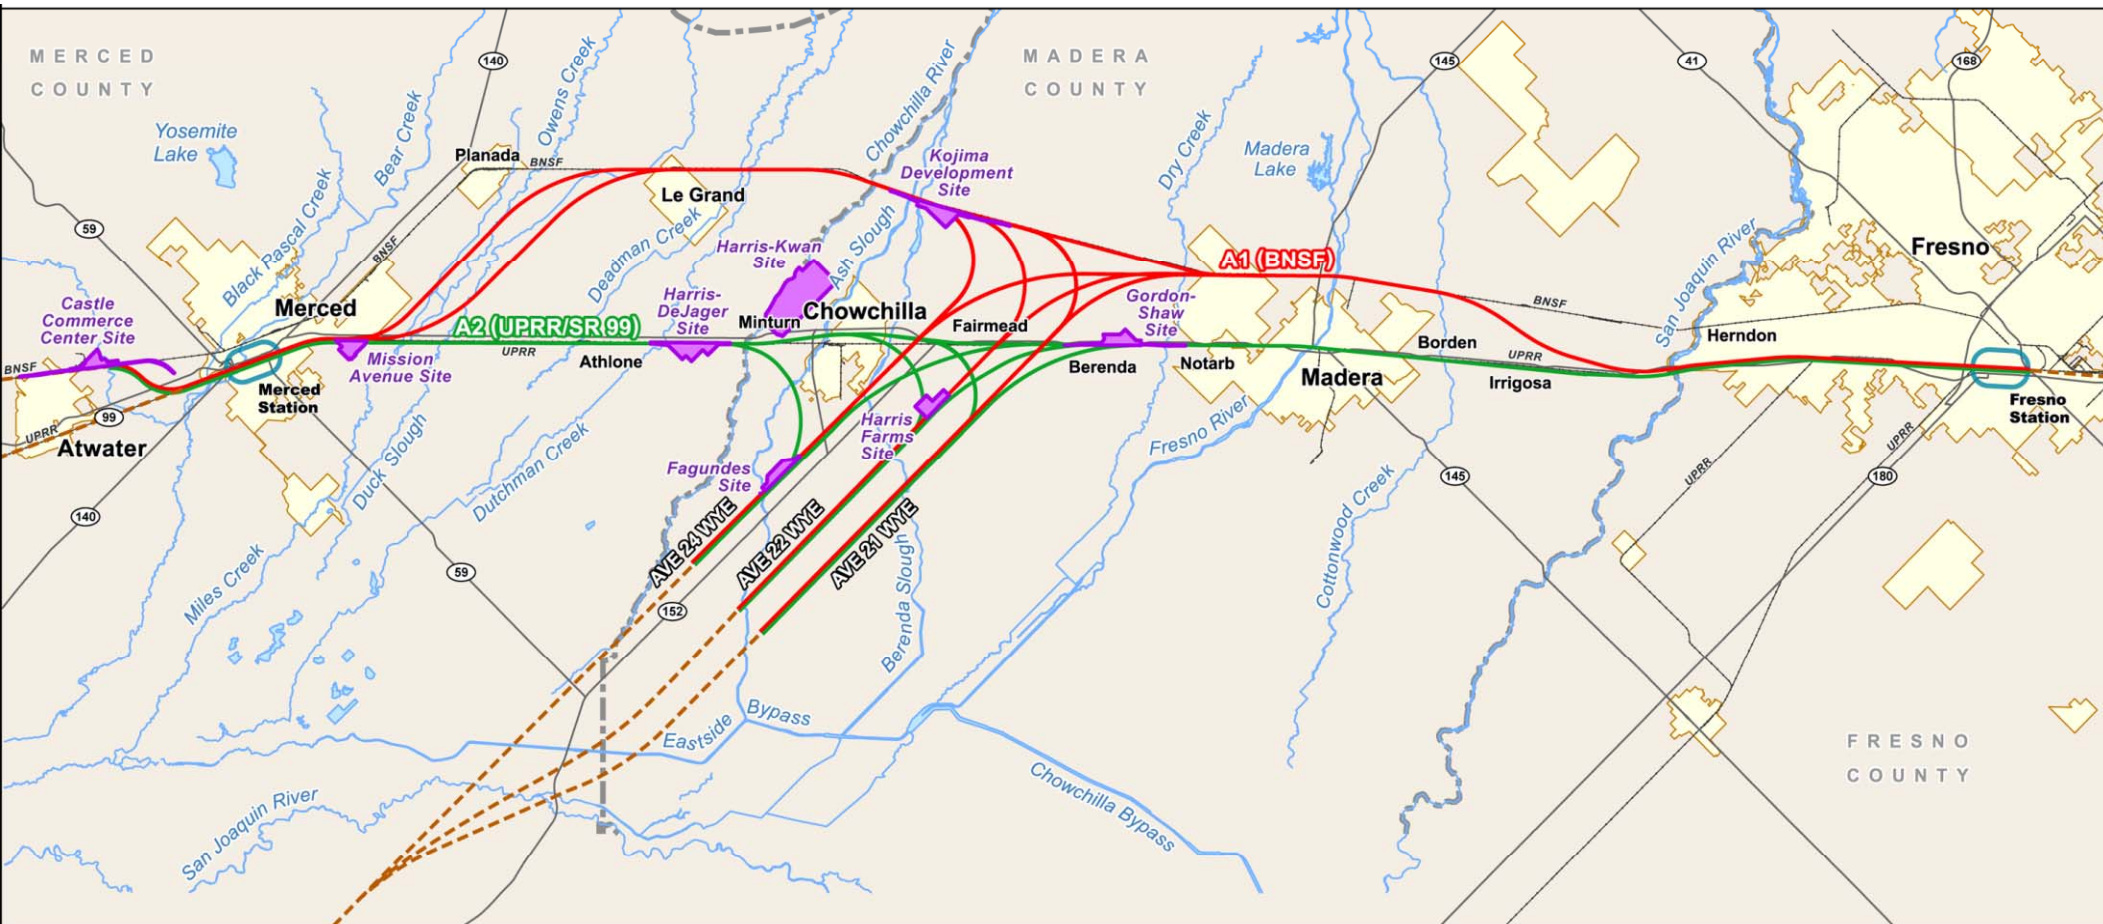 MERCED
COUNTY
MADERA
COUNTY
FRESNO
COUNTY
140
145
41
168
59
99
140
59
152
145
180
Yosemite
Lake
Black Rascal Creek
Bear Creek
Owens Creek
Deadman Creek
Chowchilla River
Ash Slough
Dry Creek
Madera
Lake
San Joaquin River
Planada
BNSF
BNSF
Le Grand
Kojima
Development
Site
Harris-Kwan
Site
Castle
Commerce
Center Site
Merced
A2 (UPRR/SR 99)
UPRR
Harris-
DeJager
Site
Minturn
Chowchilla
Fairmead
A1 (BNSF)
Gordon-
Shaw
Site
BNSF
Fresno
Herndon
BNSF
Mission
Avenue Site
Merced
Station
Athlone
Berenda
Notarb
Madera
Borden
UPRR
Irrigosa
Fresno
Station
UPRR
Atwater
Harris
Farms
Site
Fagundes
Site
Duck Slough
Dutchman Creek
Miles Creek
AVE 24 WYE
AVE 22 WYE
AVE 21 WYE
Berenda Slough
Fresno River
Cottonwood Creek
UPRR
UPRR
Eastside
Bypass
Chowchilla Bypass
San Joaquin River